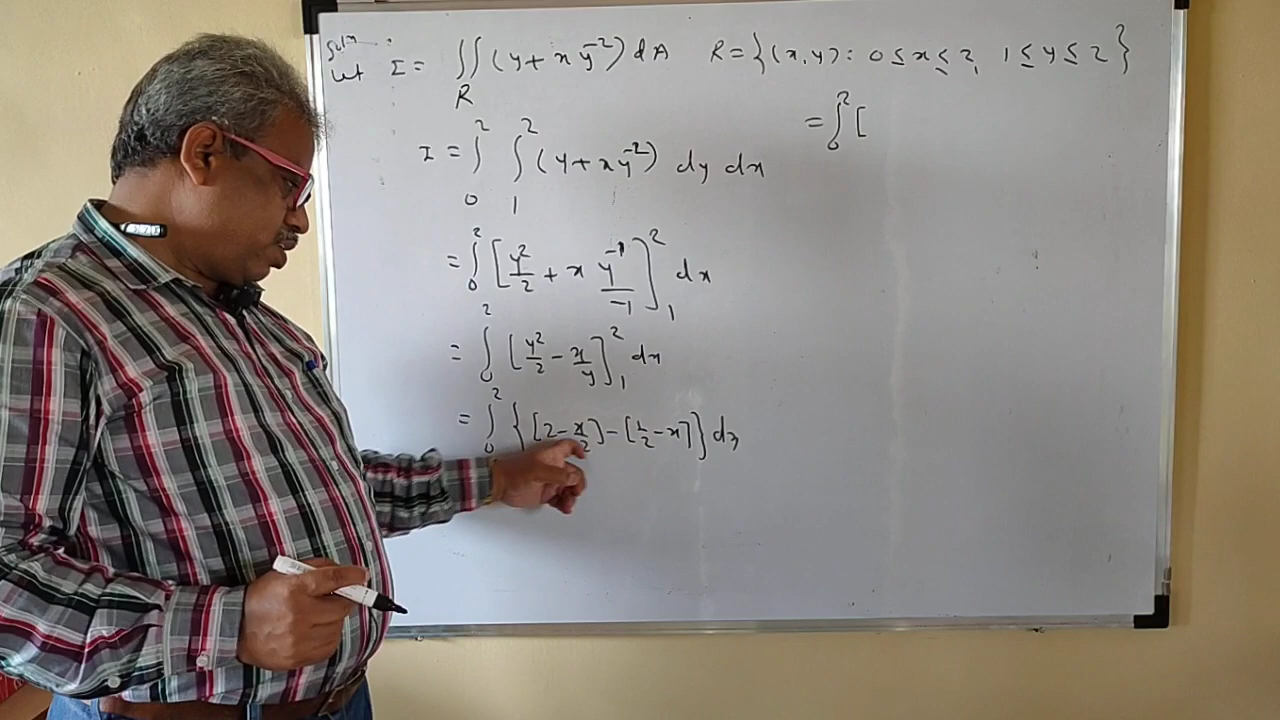 Soln:
Let I = ∬_R (y + x y^-2) dA R = {(x,y): 0 ≤ x ≤ 2, 1 ≤ y ≤ 2}
I = ∫_0^2 ∫_1^2 (y + x y^-2) dy dx
= ∫_0^2 [y^2/2 + x y^-1/-1]_1^2 dx
= ∫_0^2 [y^2/2 - x/y]_1^2 dx
= ∫_0^2 {[2 - x/2] - [1/2 - x]} dx
= ∫_0^2 [